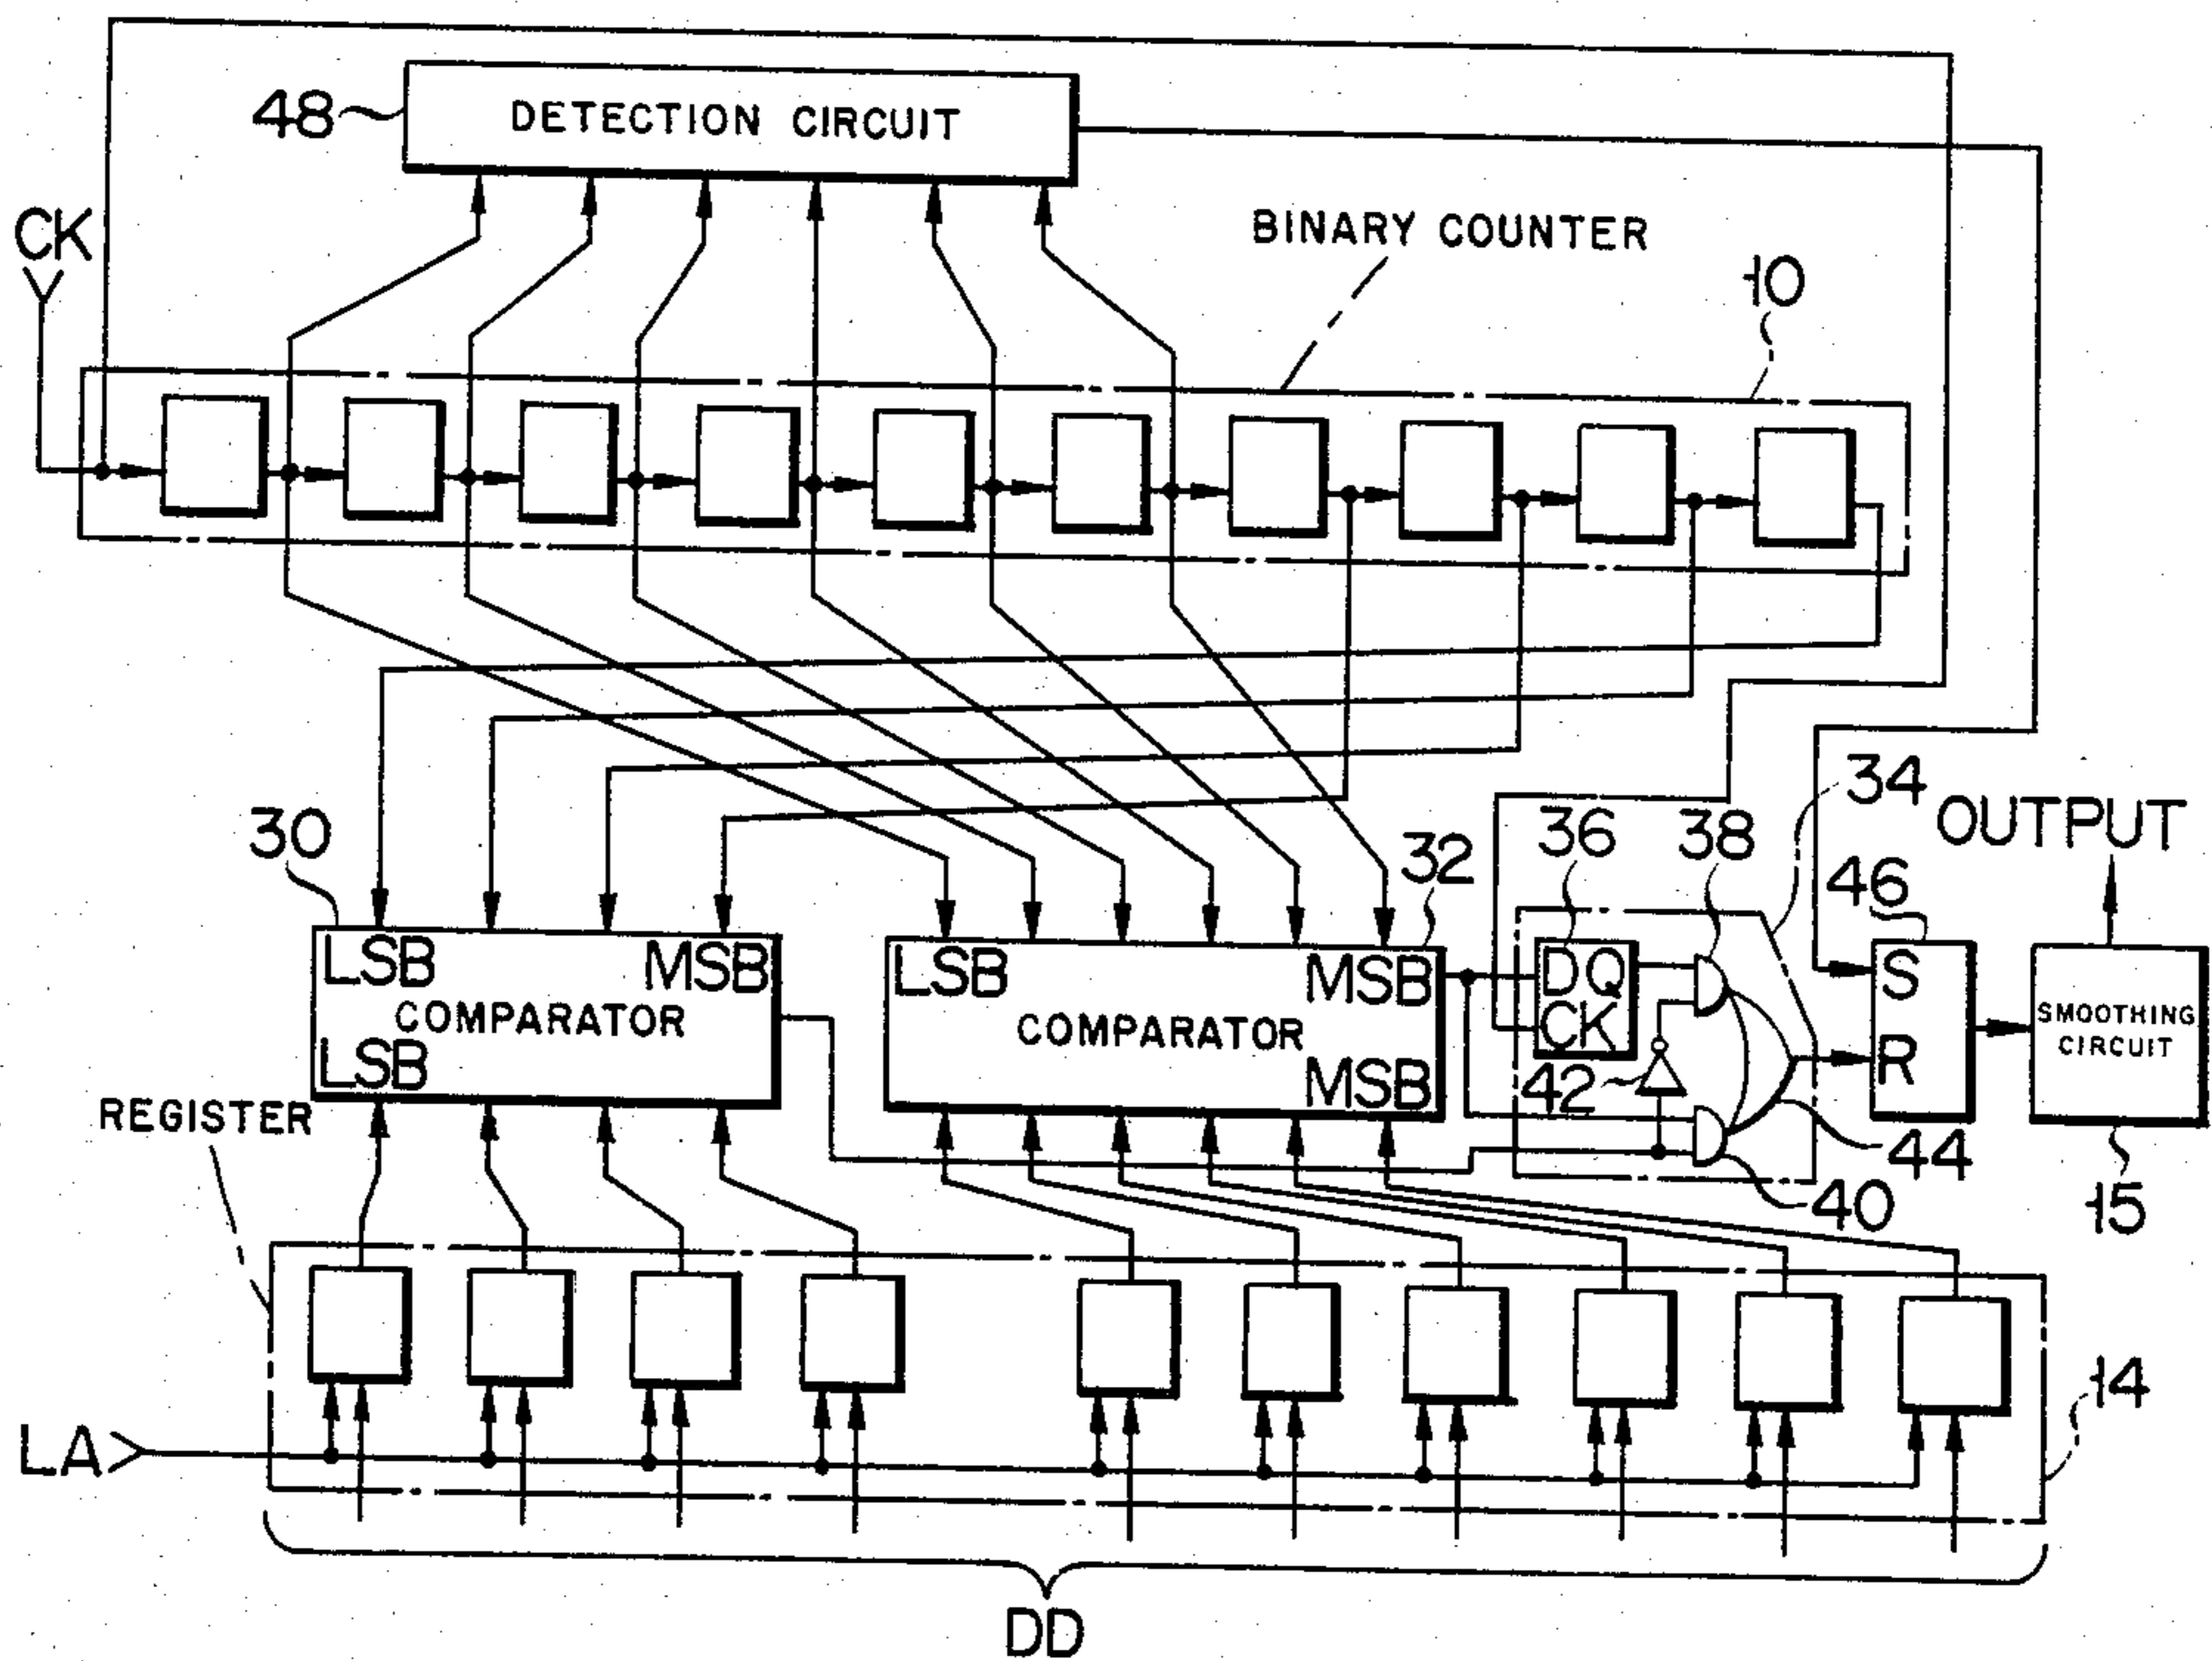 48
DETECTION CIRCUIT
CK
BINARY COUNTER
10
30
32
36
38
34
OUTPUT
46
LSB
MSB
COMPARATOR
LSB
LSB
MSB
COMPARATOR
MSB
D Q
CK
42
S
R
SMOOTHING
CIRCUIT
REGISTER
44
40
15
LA
14
DD